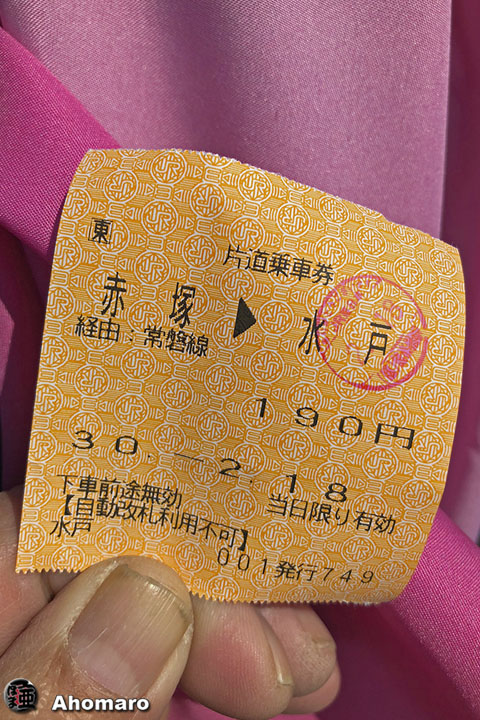 東
片道乗車券
赤塚 ▶ 水戸
経由：常磐線
190円
30.-2.18
下車前途無効 当日限り有効
【自動改札利用不可】
水戸 001発行749
Ahomaro